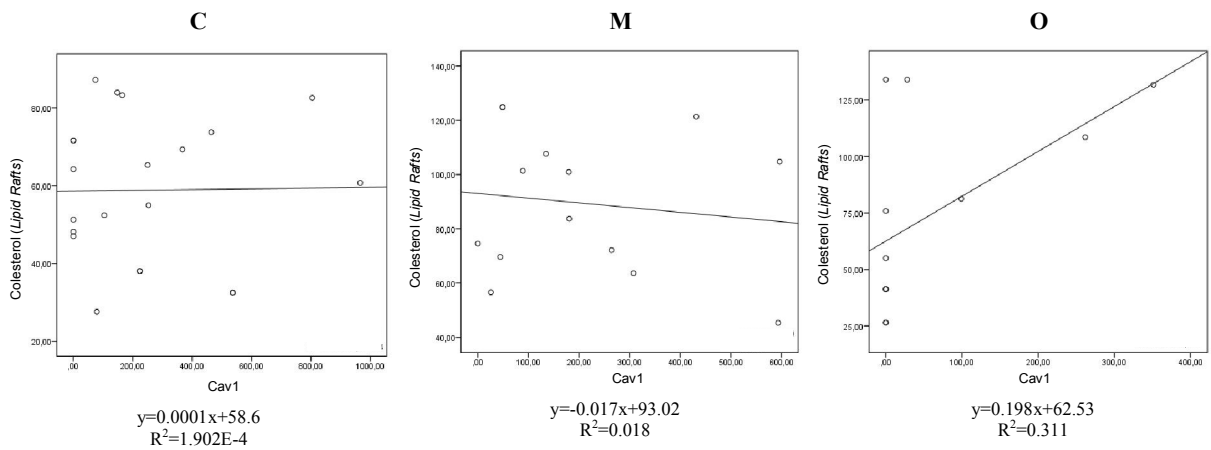 C
M
O
80,00
60,00
40,00
20,00
Colesterol (Lipid Rafts)
,00
200,00
400,00
600,00
800,00
1000,00
Cav1
y=0.0001x+58.6
R²=1.902E-4
140,00
120,00
100,00
80,00
60,00
40,00
Colesterol (Lipid Rafts)
,00
100,00
200,00
300,00
400,00
500,00
600,00
Cav1
y=-0.017x+93.02
R²=0.018
125,00
100,00
75,00
50,00
25,00
Colesterol (Lipid Rafts)
,00
100,00
200,00
300,00
400,00
Cav1
y=0.198x+62.53
R²=0.311